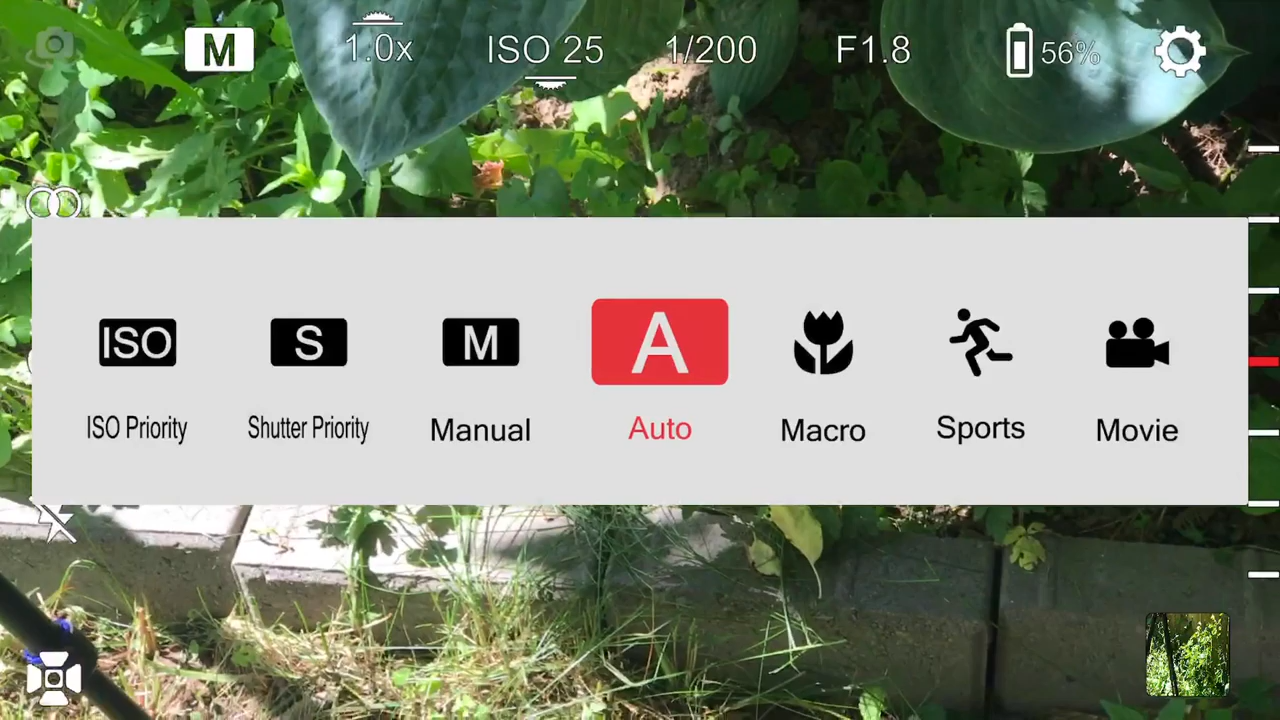 M 1.0x ISO 25 1/200 F1.8 56%
ISO S M A
ISO Priority Shutter Priority Manual Auto Macro Sports Movie